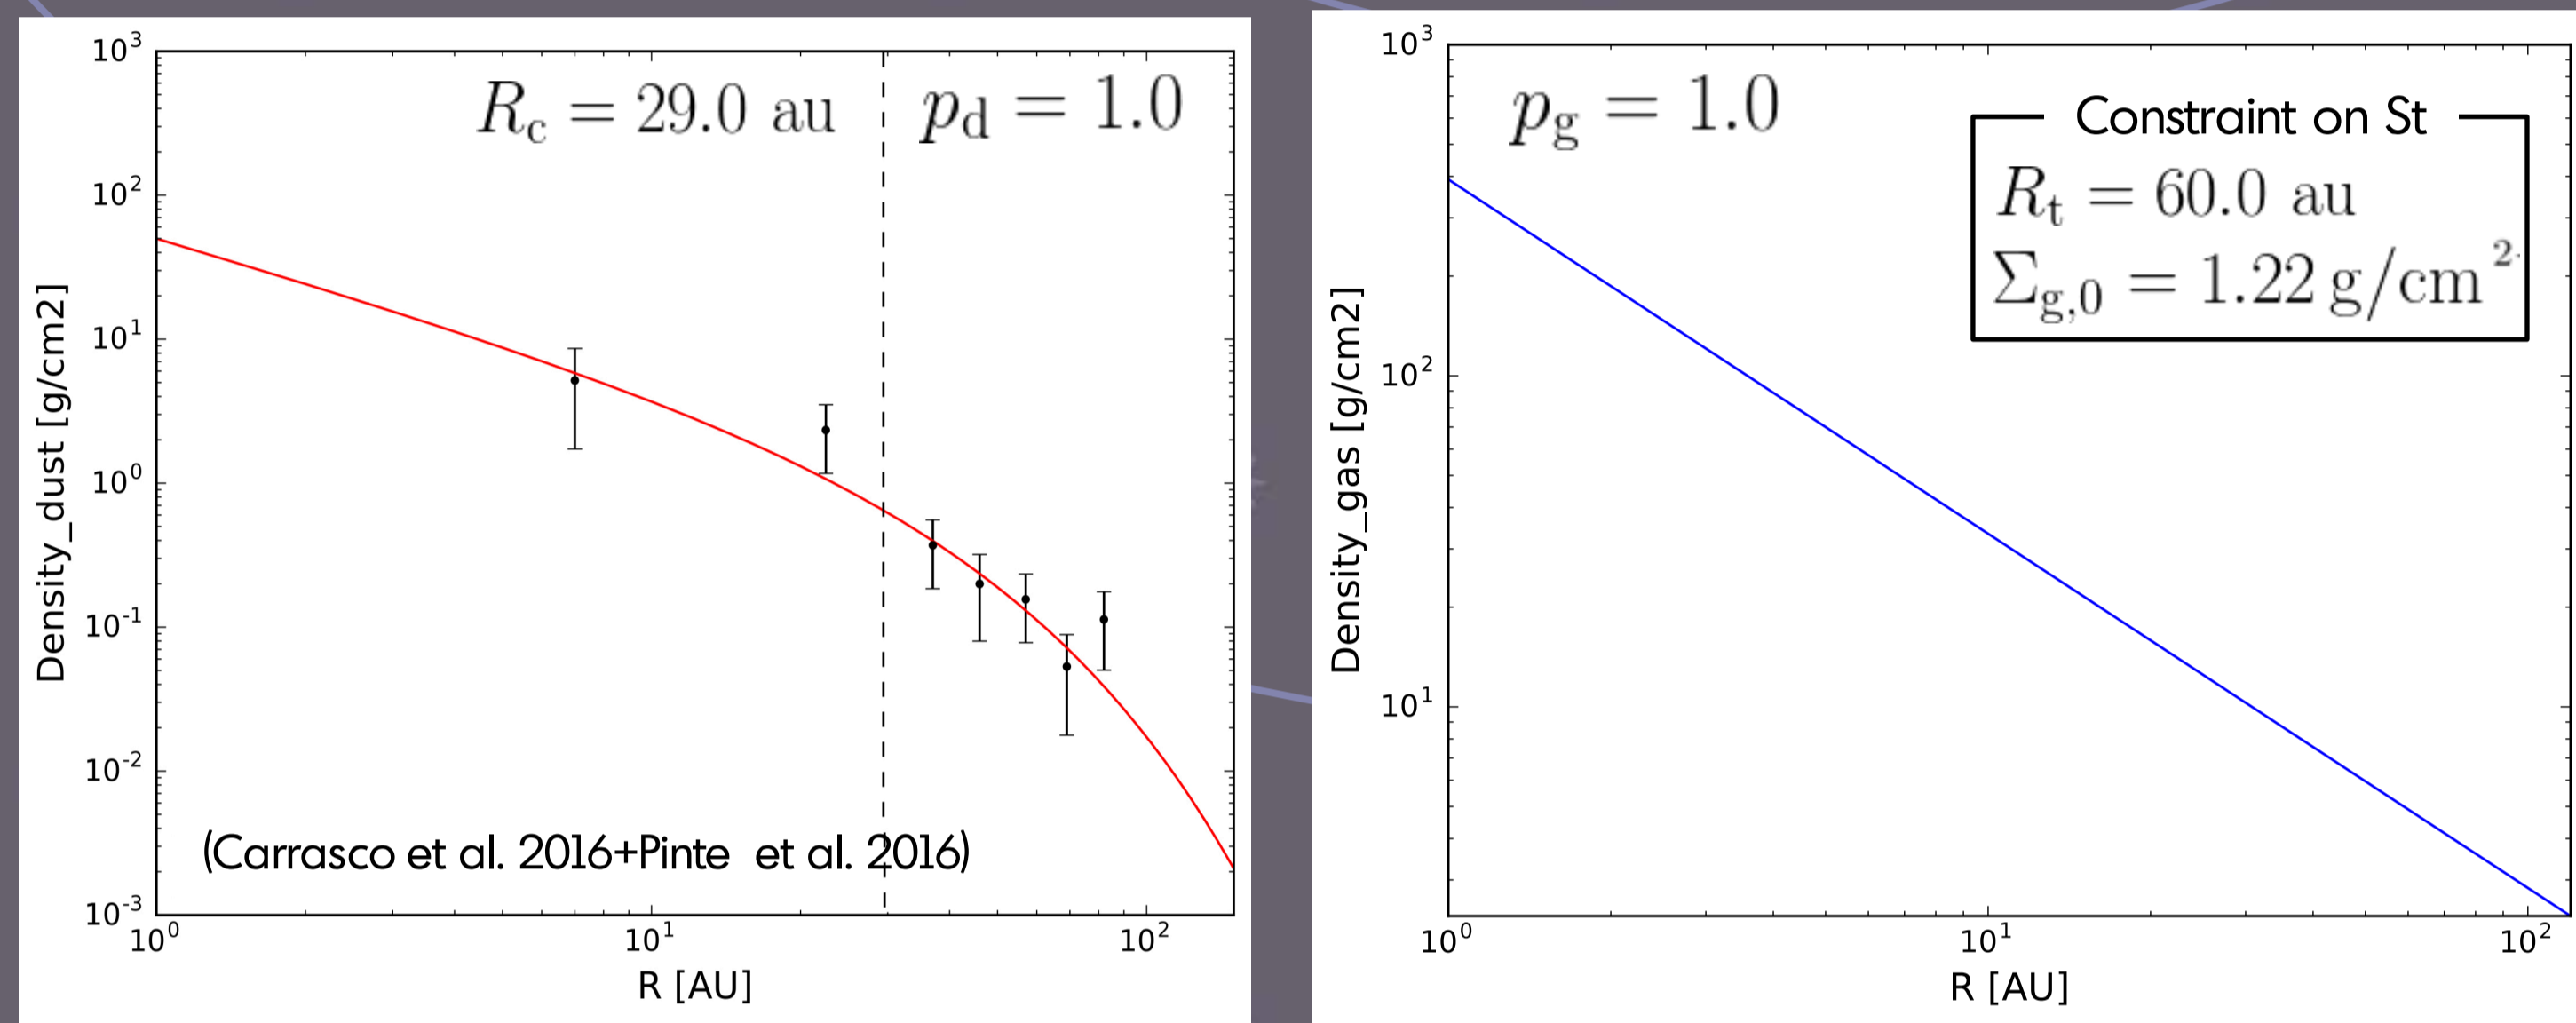 R_c = 29.0 au
p_d = 1.0
10^3
10^2
10^1
10^0
10^-1
10^-2
10^-3
Density_dust [g/cm2]
(Carrasco et al. 2016+Pinte et al. 2016)
10^0 10^1 10^2
R [AU]
p_g = 1.0
Constraint on St
R_t = 60.0 au
Σ_g,0 = 1.22 g/cm^2
10^3
10^2
10^1
Density_gas [g/cm2]
10^0 10^1 10^2
R [AU]